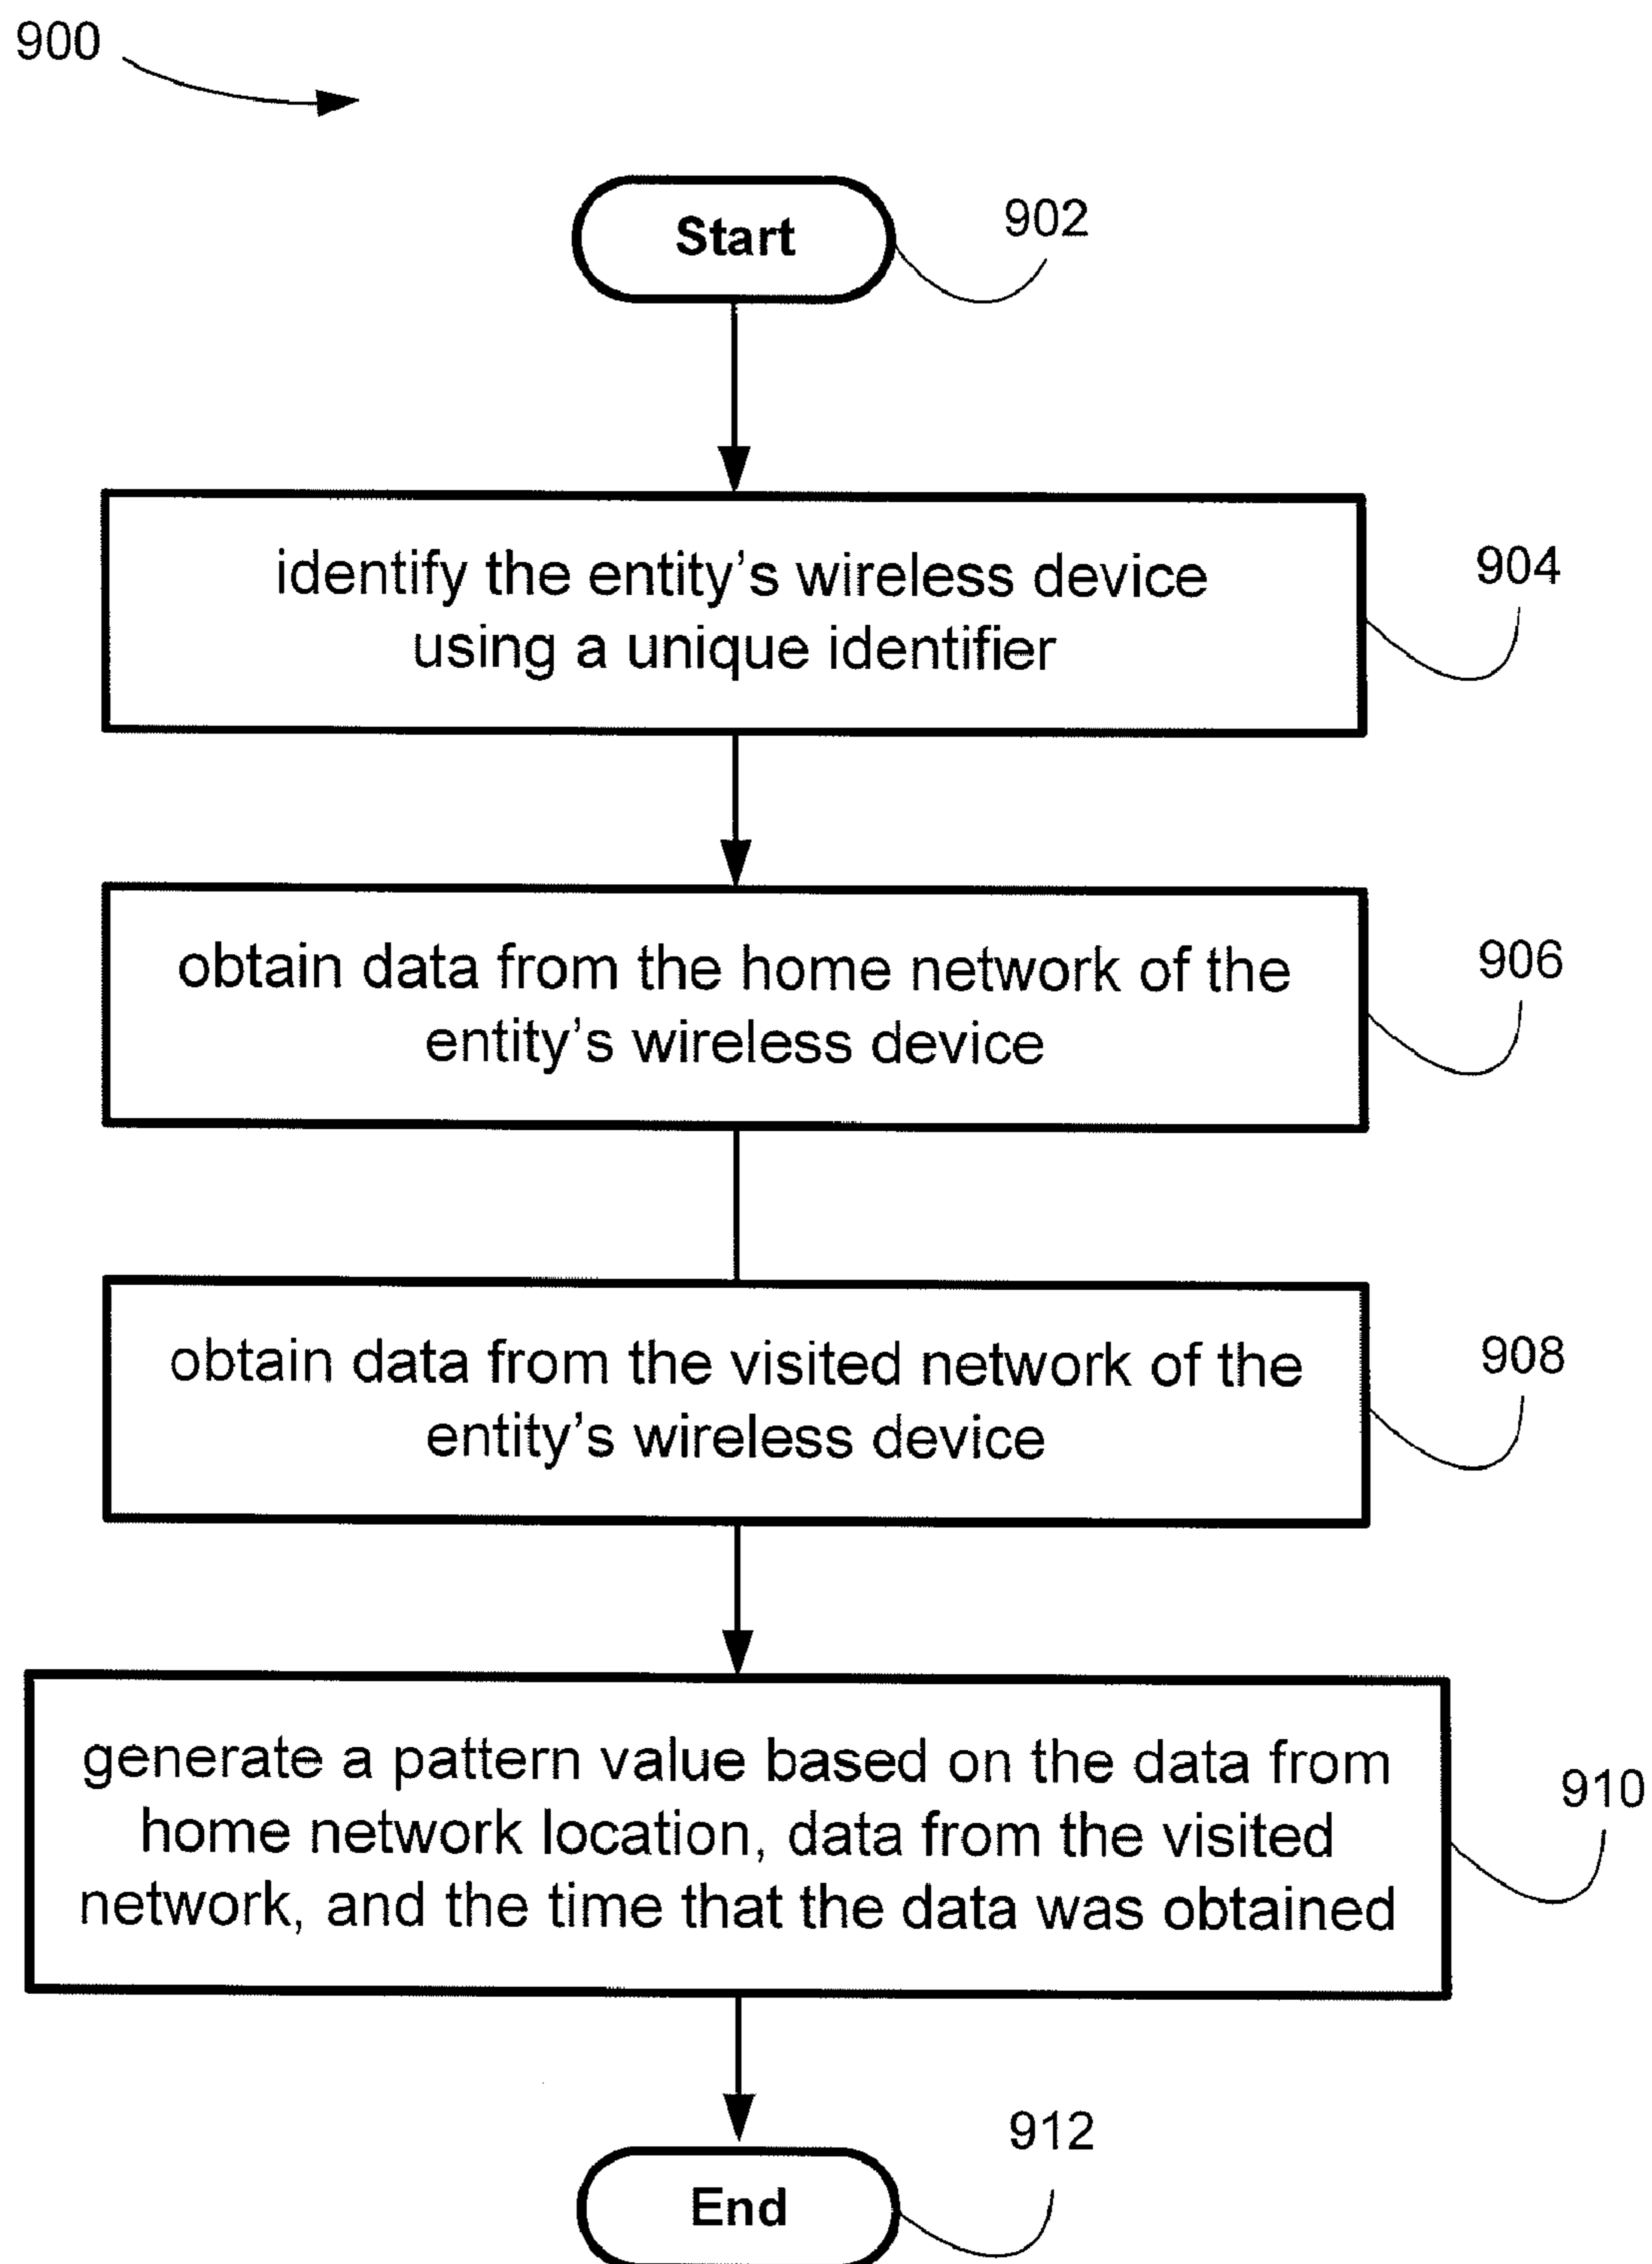 900
Start
902
identify the entity’s wireless device
using a unique identifier
904
obtain data from the home network of the
entity’s wireless device
906
obtain data from the visited network of the
entity’s wireless device
908
generate a pattern value based on the data from
home network location, data from the visited
network, and the time that the data was obtained
910
End
912